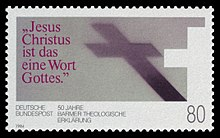 „Jesus
Christus
ist das
eine Wort
Gottes.”
DEUTSCHE
BUNDESPOST
50 JAHRE
BARMER THEOLOGISCHE
ERKLÄRUNG
80
1984